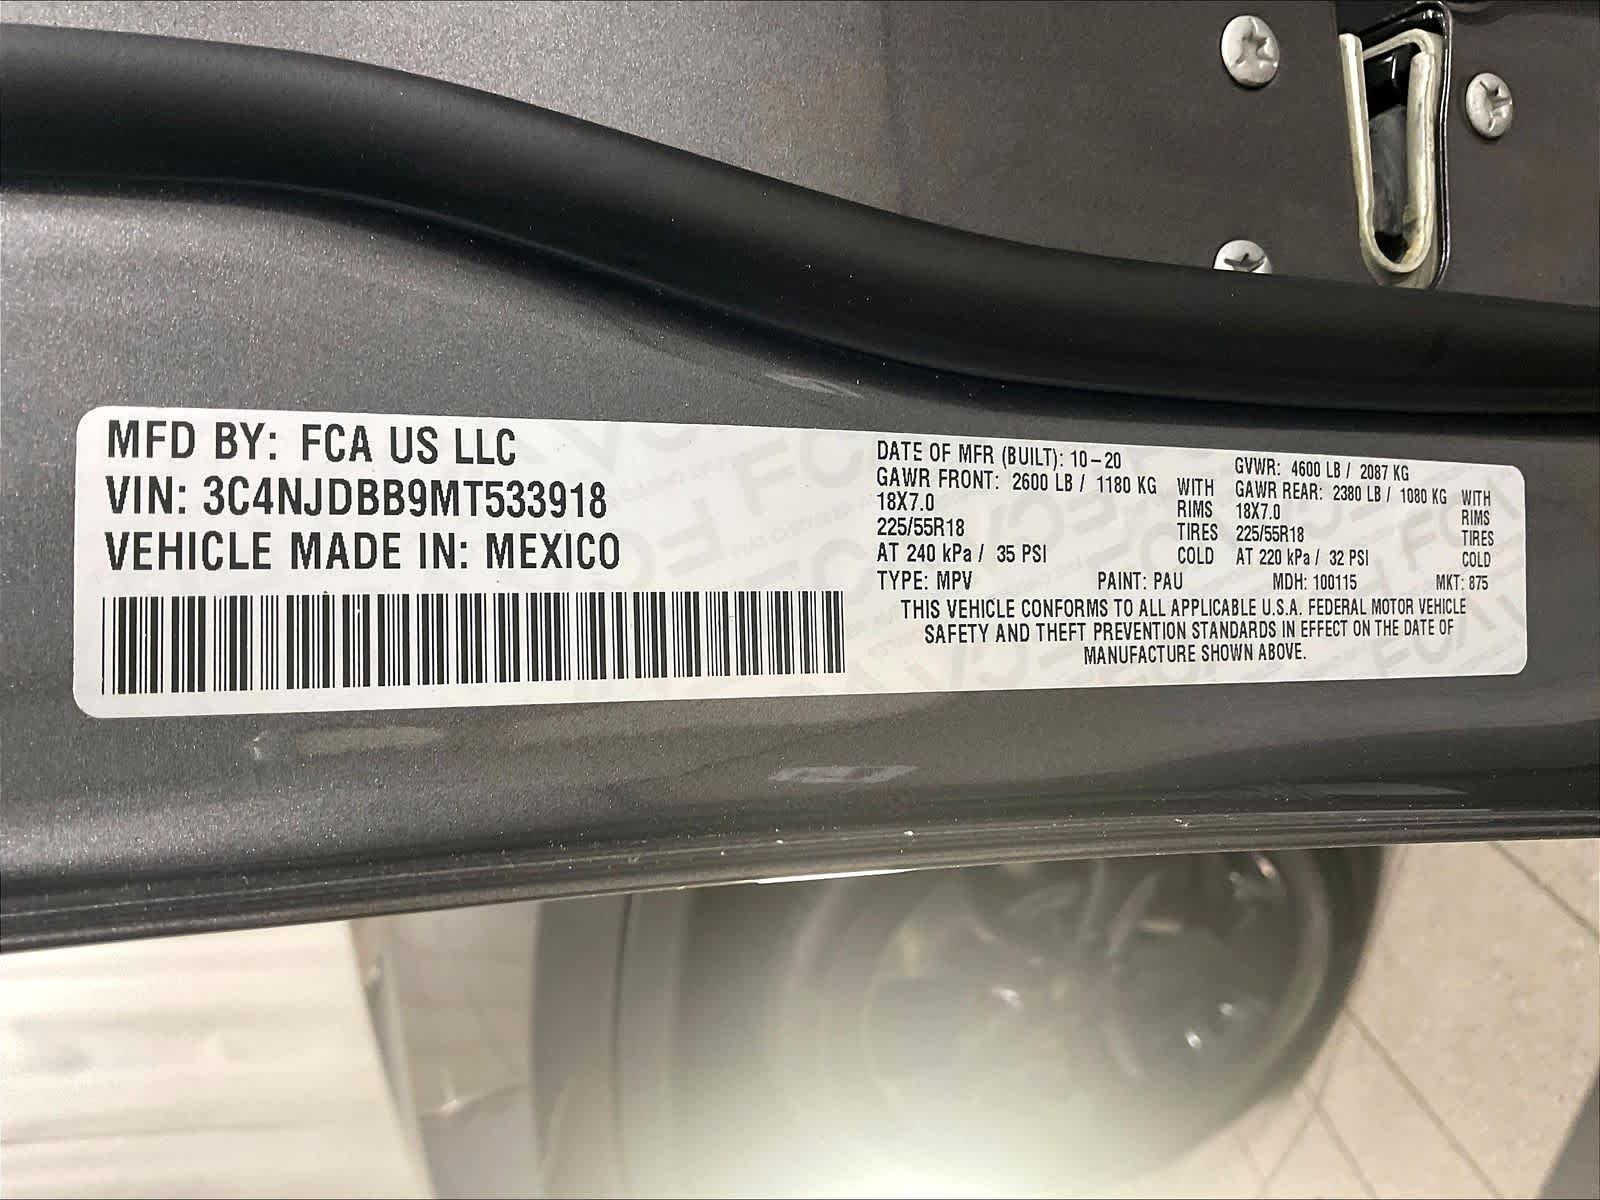 MFD BY: FCA US LLC
VIN: 3C4NJDBB9MT533918
VEHICLE MADE IN: MEXICO
DATE OF MFR (BUILT): 10-20 GVWR: 4600 LB / 2087 KG
GAWR FRONT: 2600 LB / 1180 KG WITH GAWR REAR: 2380 LB / 1080 KG WITH
18X7.0 RIMS 18X7.0 RIMS
225/55R18 TIRES 225/55R18 TIRES
AT 240 kPa / 35 PSI COLD AT 220 kPa / 32 PSI COLD
TYPE: MPV PAINT: PAU MDH: 100115 MKT: 875
THIS VEHICLE CONFORMS TO ALL APPLICABLE U.S.A. FEDERAL MOTOR VEHICLE
SAFETY AND THEFT PREVENTION STANDARDS IN EFFECT ON THE DATE OF
MANUFACTURE SHOWN ABOVE.